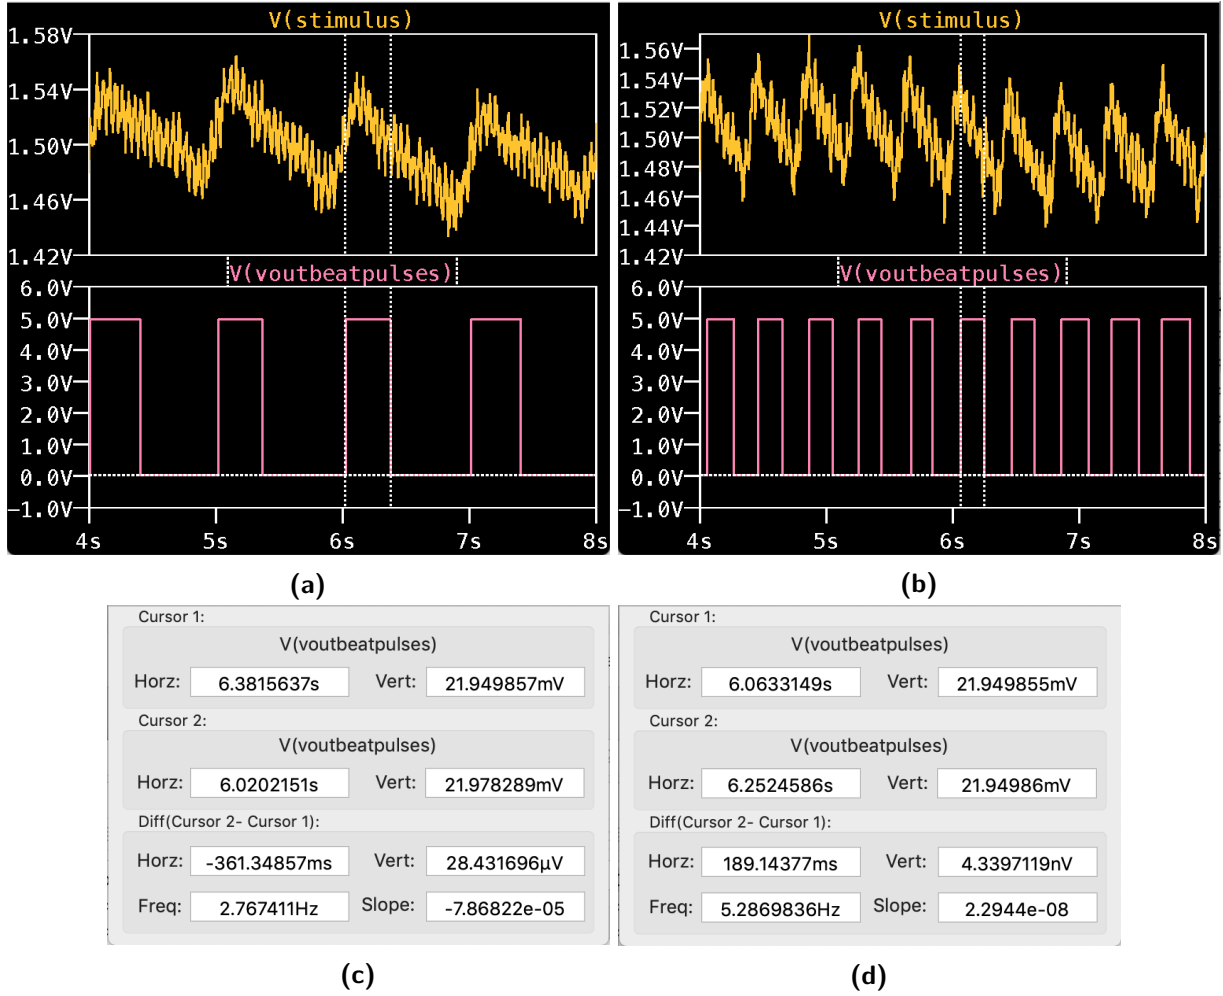 V(stimulus)
1.58V
1.54V
1.50V
1.46V
1.42V
V(voutbeatpulses)
6.0V
5.0V
4.0V
3.0V
2.0V
1.0V
0.0V
-1.0V
4s 5s 6s 7s 8s
(a)
V(stimulus)
1.56V
1.54V
1.52V
1.50V
1.48V
1.46V
1.44V
1.42V
V(voutbeatpulses)
6.0V
5.0V
4.0V
3.0V
2.0V
1.0V
0.0V
-1.0V
4s 5s 6s 7s 8s
(b)
Cursor 1:
V(voutbeatpulses)
Horz: 6.3815637s Vert: 21.949857mV
Cursor 2:
V(voutbeatpulses)
Horz: 6.0202151s Vert: 21.978289mV
Diff(Cursor 2- Cursor 1):
Horz: -361.34857ms Vert: 28.431696µV
Freq: 2.767411Hz Slope: -7.86822e-05
(c)
Cursor 1:
V(voutbeatpulses)
Horz: 6.0633149s Vert: 21.949855mV
Cursor 2:
V(voutbeatpulses)
Horz: 6.2524586s Vert: 21.94986mV
Diff(Cursor 2- Cursor 1):
Horz: 189.14377ms Vert: 4.3397119nV
Freq: 5.2869836Hz Slope: 2.2944e-08
(d)